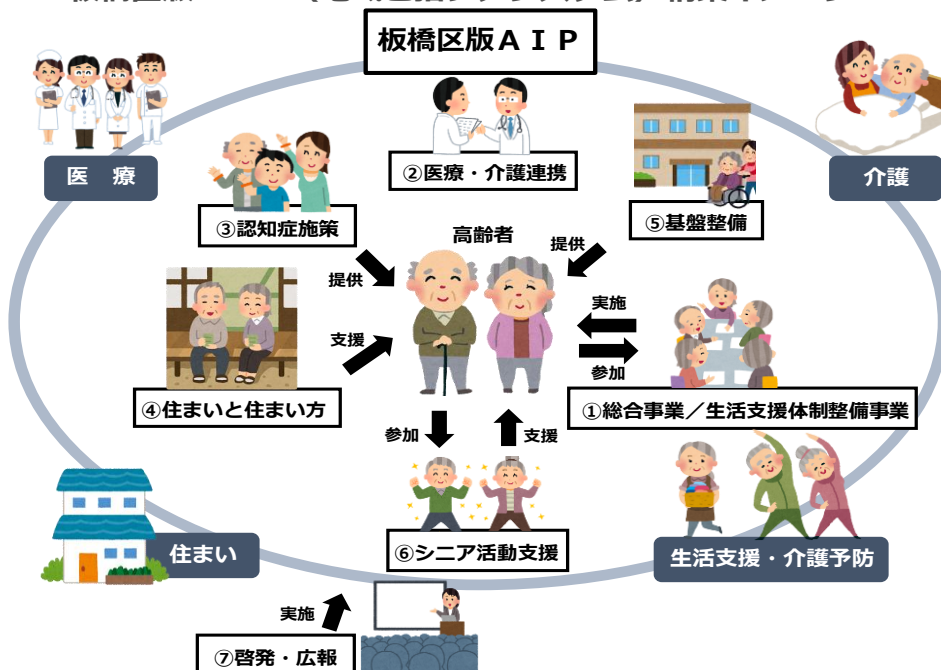 板橋区版ＡＩＰ
医　療
介護
②医療・介護連携
③認知症施策
⑤基盤整備
高齢者
提供
提供
実施
支援
参加
④住まいと住まい方
①総合事業／生活支援体制整備事業
参加
支援
住まい
⑥シニア活動支援
生活支援・介護予防
実施
⑦啓発・広報